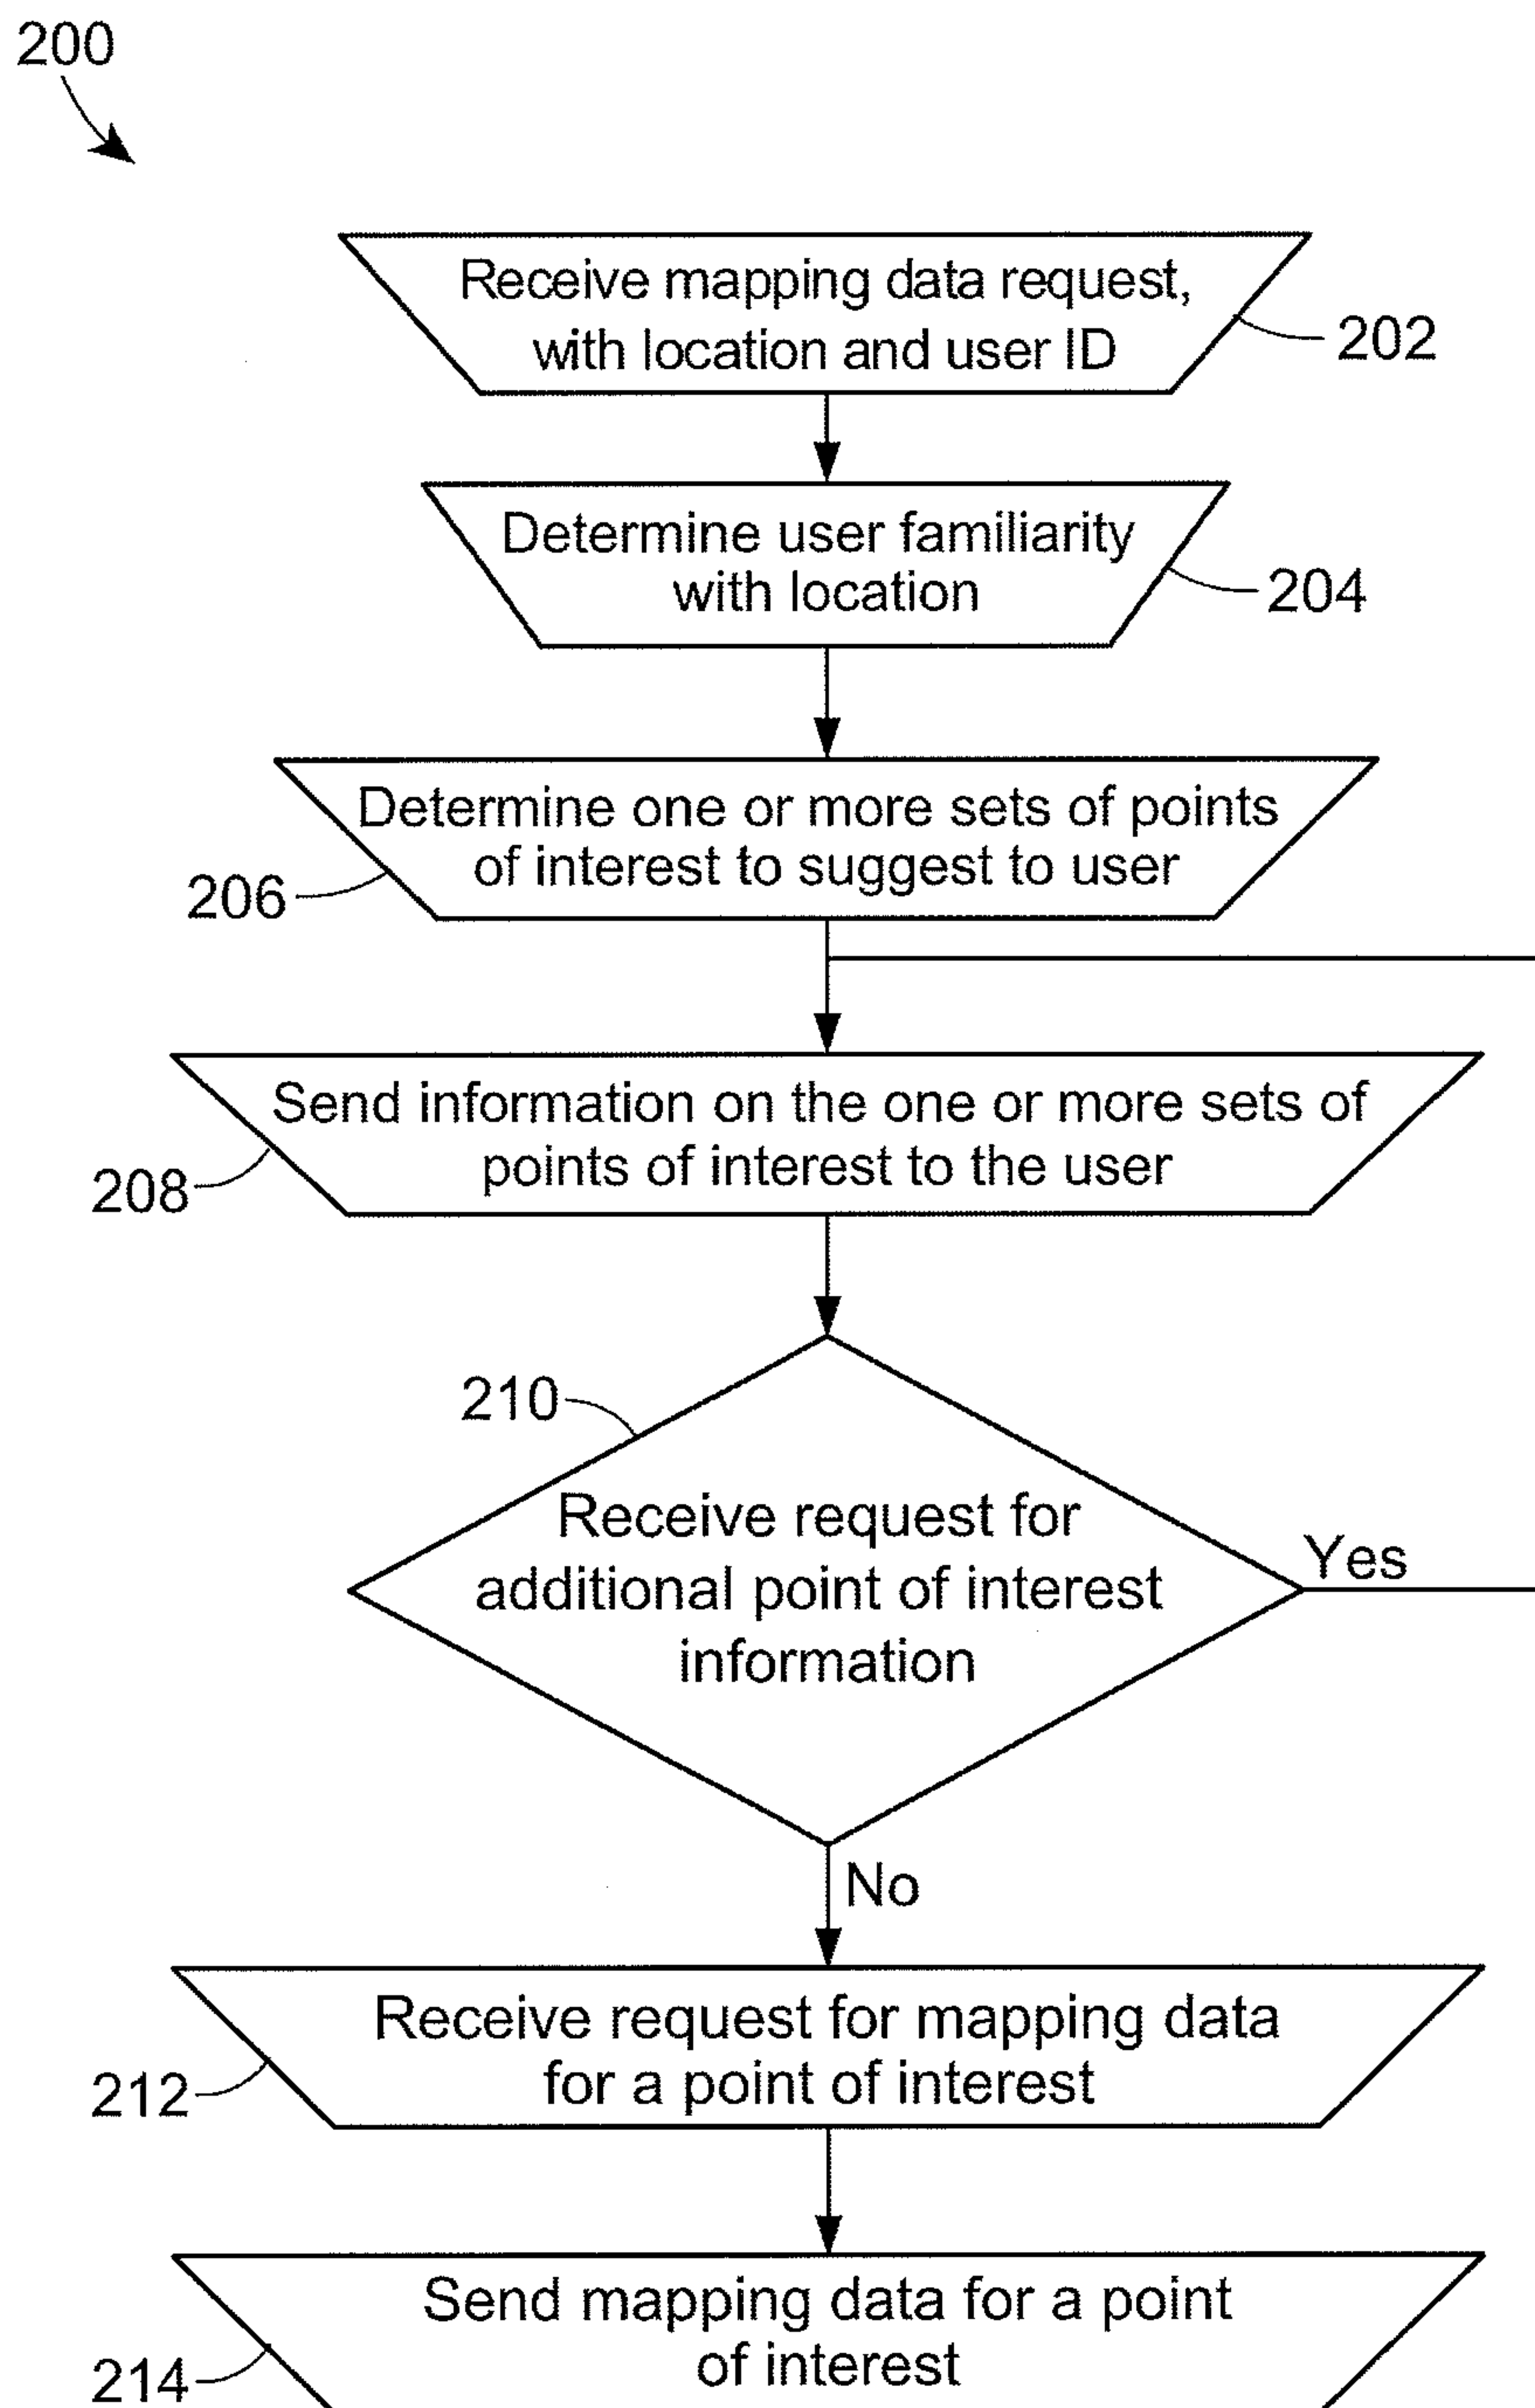 200
Receive mapping data request,
with location and user ID
202
Determine user familiarity
with location
204
Determine one or more sets of points
of interest to suggest to user
206
Send information on the one or more sets of
points of interest to the user
208
210
Receive request for
additional point of interest
information
Yes
No
Receive request for mapping data
for a point of interest
212
Send mapping data for a point
of interest
214